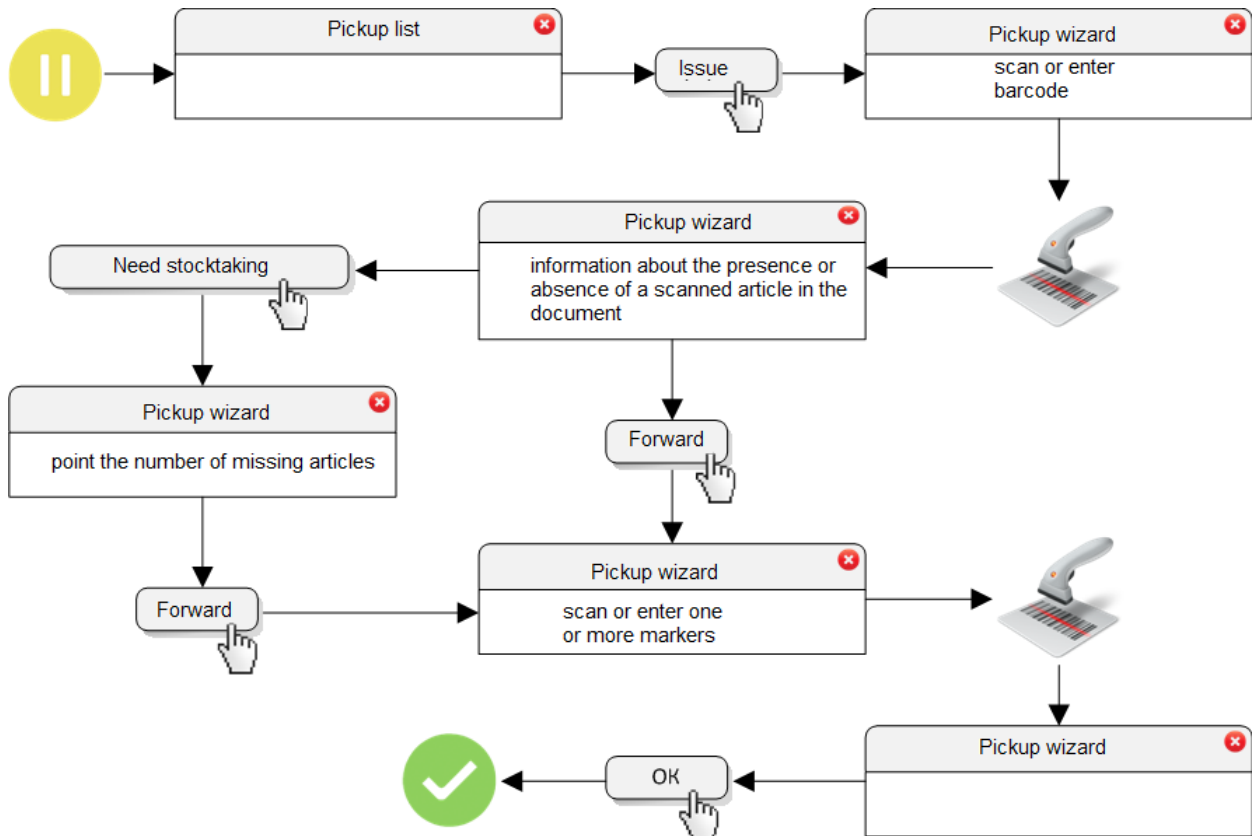 Pickup list
Issue
Pickup wizard
scan or enter
barcode
Pickup wizard
information about the presence or
absence of a scanned article in the
document
Need stocktaking
Pickup wizard
point the number of missing articles
Forward
Forward
Pickup wizard
scan or enter one
or more markers
Pickup wizard
OK